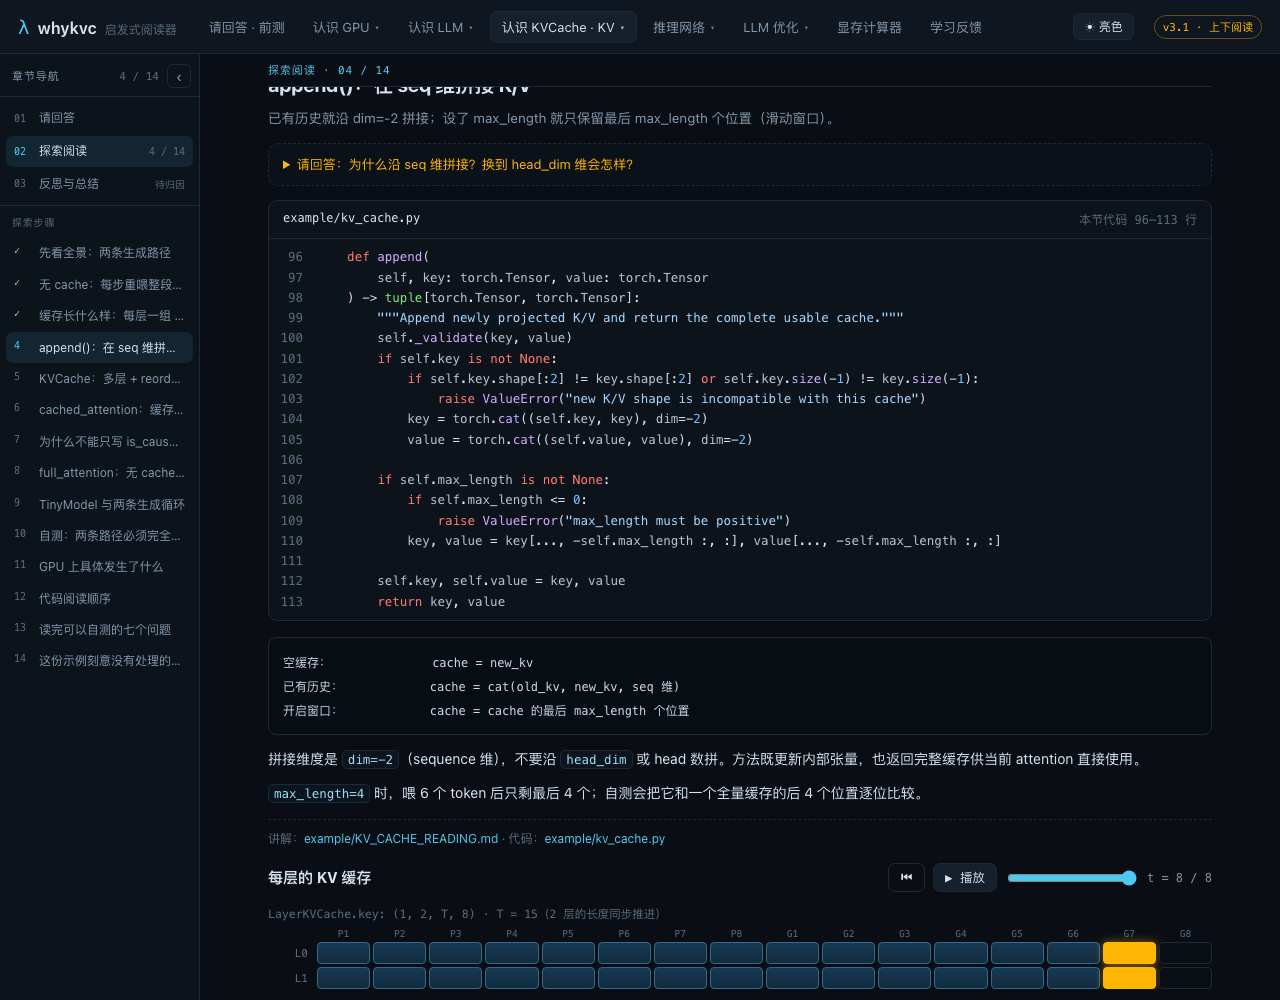 λ whykvc 启发式阅读器 请回答 · 前测 认识 GPU 认识 LLM 认识 KVCache · KV 推理网络 LLM 优化 显存计算器 学习反馈 ☀ 亮色 v3.1 · 上下阅读
章节导航 4 / 14 ‹
01 请回答
02 探索阅读 4 / 14
03 反思与总结 待归因
探索步骤
✓ 先看全景：两条生成路径
✓ 无 cache：每步重喂整段…
✓ 缓存长什么样：每层一组 …
4 append()：在 seq 维拼…
5 KVCache：多层 + reord…
6 cached_attention：缓存…
7 为什么不能只写 is_caus…
8 full_attention：无 cache…
9 TinyModel 与两条生成循环
10 自测：两条路径必须完全…
11 GPU 上具体发生了什么
12 代码阅读顺序
13 读完可以自测的七个问题
14 这份示例刻意没有处理的…
探索阅读 · 04 / 14
append()：在 seq 维拼接 K/V
已有历史就沿 dim=-2 拼接；设了 max_length 就只保留最后 max_length 个位置（滑动窗口）。
▶ 请回答：为什么沿 seq 维拼接？换到 head_dim 维会怎样？
example/kv_cache.py 本节代码 96–113 行
96 def append(
97 self, key: torch.Tensor, value: torch.Tensor
98 ) -> tuple[torch.Tensor, torch.Tensor]:
99 """Append newly projected K/V and return the complete usable cache."""
100 self._validate(key, value)
101 if self.key is not None:
102 if self.key.shape[:2] != key.shape[:2] or self.key.size(-1) != key.size(-1):
103 raise ValueError("new K/V shape is incompatible with this cache")
104 key = torch.cat((self.key, key), dim=-2)
105 value = torch.cat((self.value, value), dim=-2)
106
107 if self.max_length is not None:
108 if self.max_length <= 0:
109 raise ValueError("max_length must be positive")
110 key, value = key[..., -self.max_length :, :], value[..., -self.max_length :, :]
111
112 self.key, self.value = key, value
113 return key, value
空缓存： cache = new_kv
已有历史： cache = cat(old_kv, new_kv, seq 维)
开启窗口： cache = cache 的最后 max_length 个位置
拼接维度是 dim=-2（sequence 维），不要沿 head_dim 或 head 数拼。方法既更新内部张量，也返回完整缓存供当前 attention 直接使用。
max_length=4 时，喂 6 个 token 后只剩最后 4 个；自测会把它和一个全量缓存的后 4 个位置逐位比较。
讲解：example/KV_CACHE_READING.md · 代码：example/kv_cache.py
每层的 KV 缓存 ⏮ ▶ 播放 t = 8 / 8
LayerKVCache.key: (1, 2, T, 8) · T = 15（2 层的长度同步推进）
P1 P2 P3 P4 P5 P6 P7 P8 G1 G2 G3 G4 G5 G6 G7 G8
L0
L1